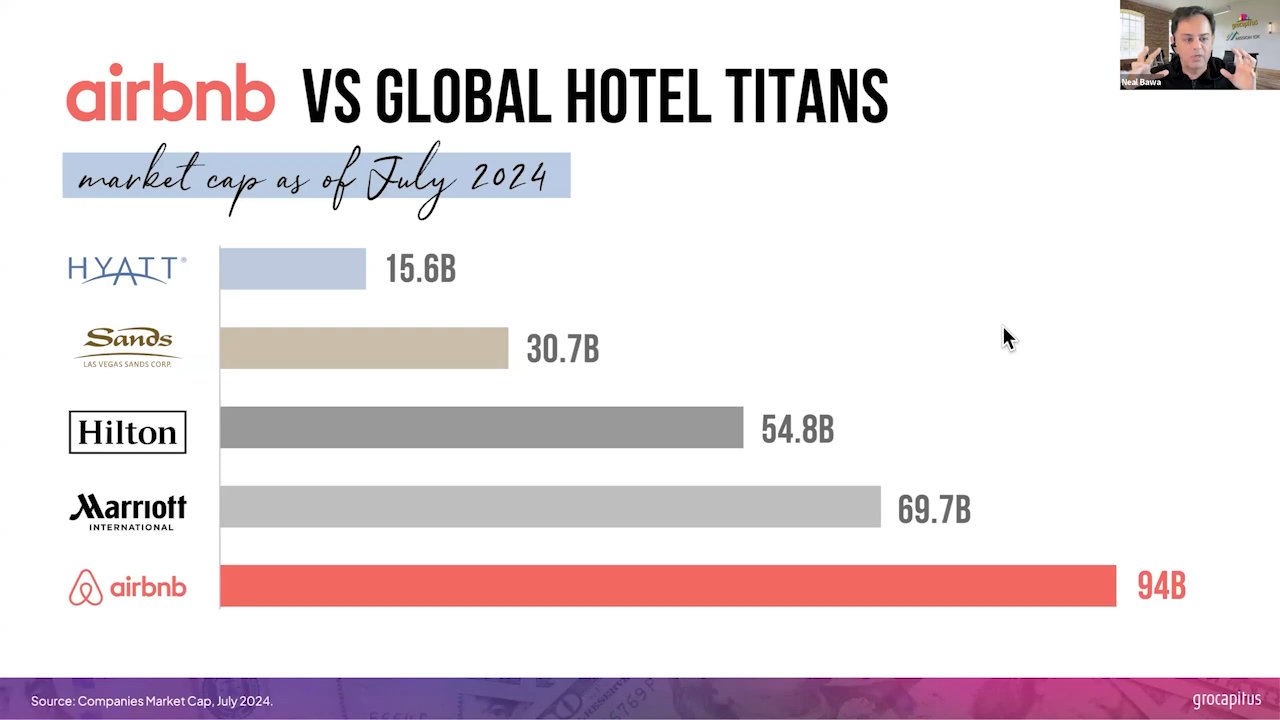 airbnb VS GLOBAL HOTEL TITANS
market cap as of July 2024
HYATT®
15.6B
Sands
LAS VEGAS SANDS CORP.
30.7B
Hilton
54.8B
Marriott
INTERNATIONAL
69.7B
airbnb
94B
Source: Companies Market Cap, July 2024.
grocapitus
Neal Bawa
grocapitus